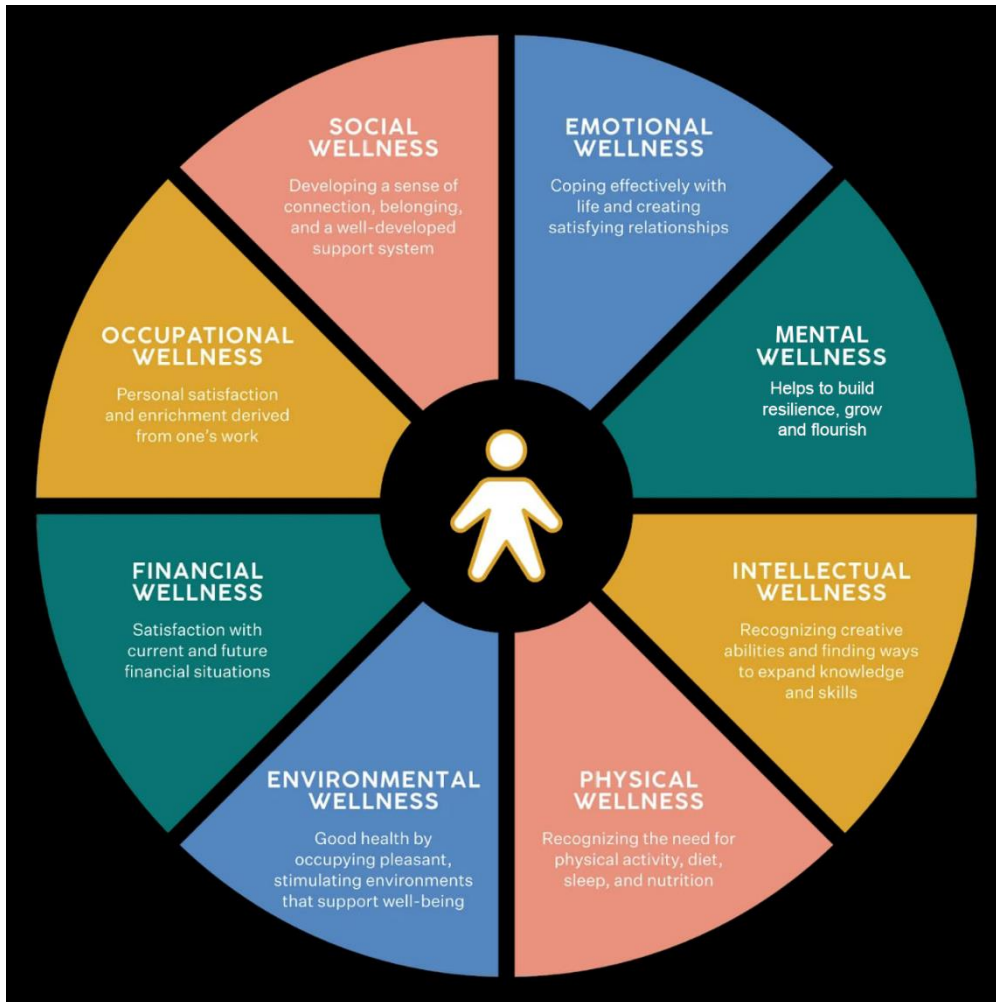 SOCIAL
WELLNESS
Developing a sense of
connection, belonging,
and a well-developed
support system
EMOTIONAL
WELLNESS
Coping effectively with
life and creating
satisfying relationships
MENTAL
WELLNESS
Helps to build
resilience, grow
and flourish
INTELLECTUAL
WELLNESS
Recognizing creative
abilities and finding ways
to expand knowledge
and skills
PHYSICAL
WELLNESS
Recognizing the need for
physical activity, diet,
sleep, and nutrition
ENVIRONMENTAL
WELLNESS
Good health by
occupying pleasant,
stimulating environments
that support well-being
FINANCIAL
WELLNESS
Satisfaction with
current and future
financial situations
OCCUPATIONAL
WELLNESS
Personal satisfaction
and enrichment derived
from one's work